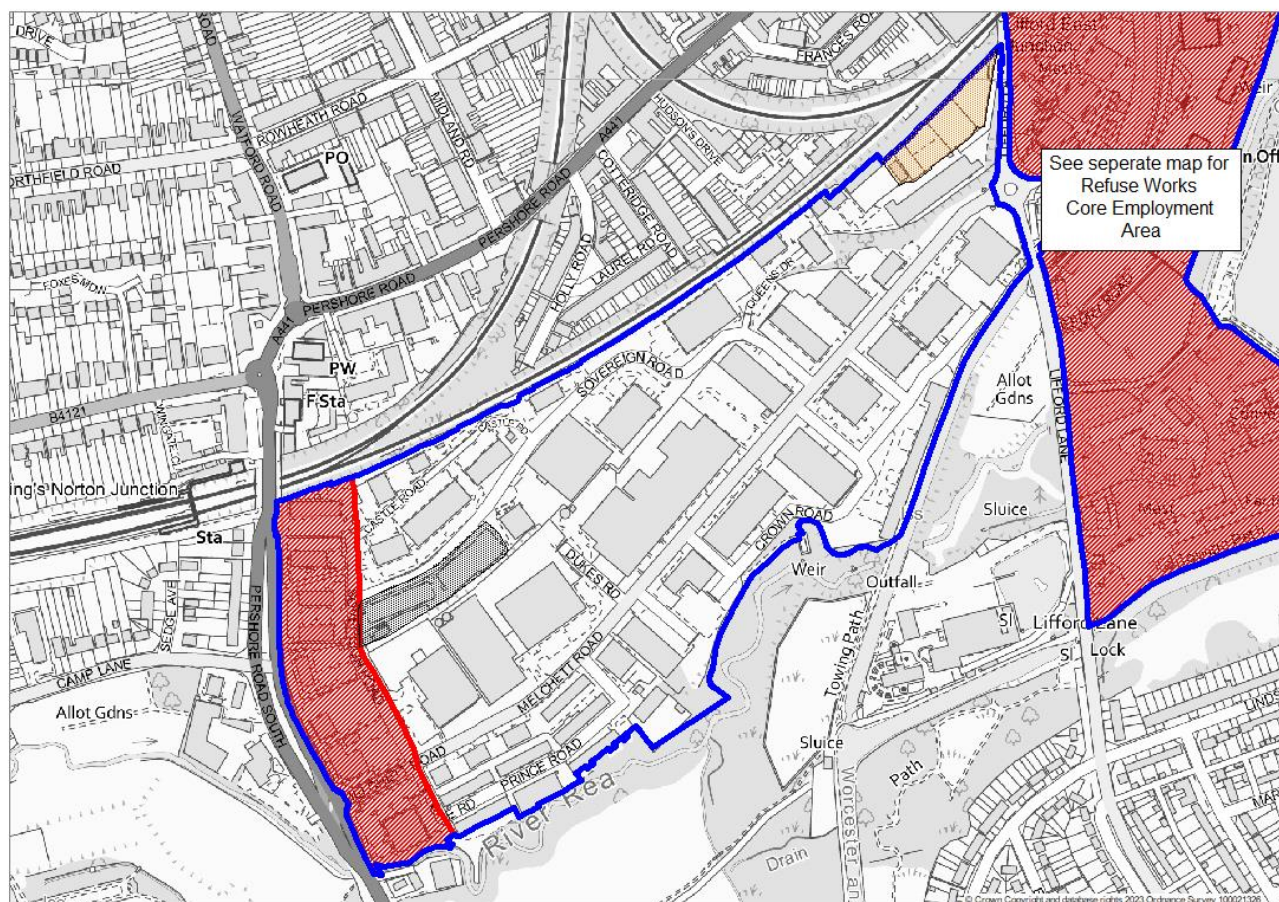 DRIVE
ROAD
WATFORD ROAD
ROWHEATH ROAD
MIDLAND RD
A441
PERSHORE ROAD
PO
FRANCES ROAD
HUDSON'S DRIVE
COTTERIDGE ROAD
LAUREL RD
HOLLY ROAD
PERSHORE ROAD
A441
PW
F Sta
B4121
Sta
SEDGE AVE
CAMP LANE
Allot Gdns
PERSHORE ROAD SOUTH
CASTLE ROAD
CASTLE RD
SOVEREIGN ROAD
QUEENS DR
DUKES RD
CROWN ROAD
MELCHETT ROAD
PRINCE ROAD
RD
River Rea
Weir
Outfall
Towing Path
Sluice
Drain
Path
Worcester
Allot
Gdns
Sluice
Sl
Lifford Lane
Sl
Lock
LIFFORD LANE
Mast
Weir
See seperate map for
Refuse Works
Core Employment
Area
© Crown Copyright and database rights 2023 Ordnance Survey 100021326